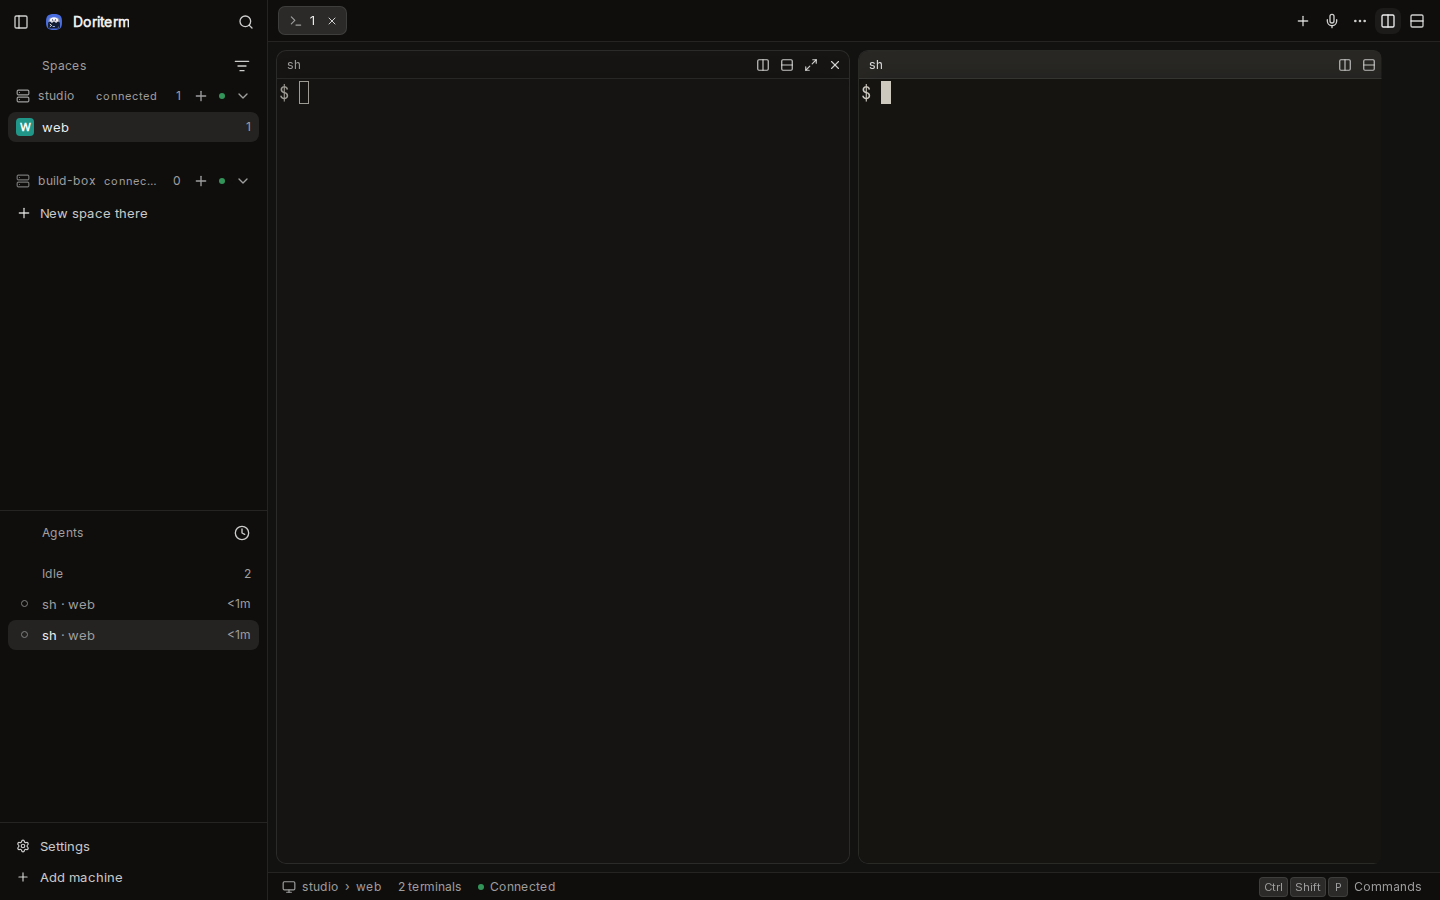 Doriterm
1
Spaces
studio connected 1
W web 1
build-box connec... 0
New space there
sh
$
sh
$
Agents
Idle 2
sh · web <1m
sh · web <1m
Settings
Add machine
studio › web 2 terminals Connected
Ctrl Shift P Commands